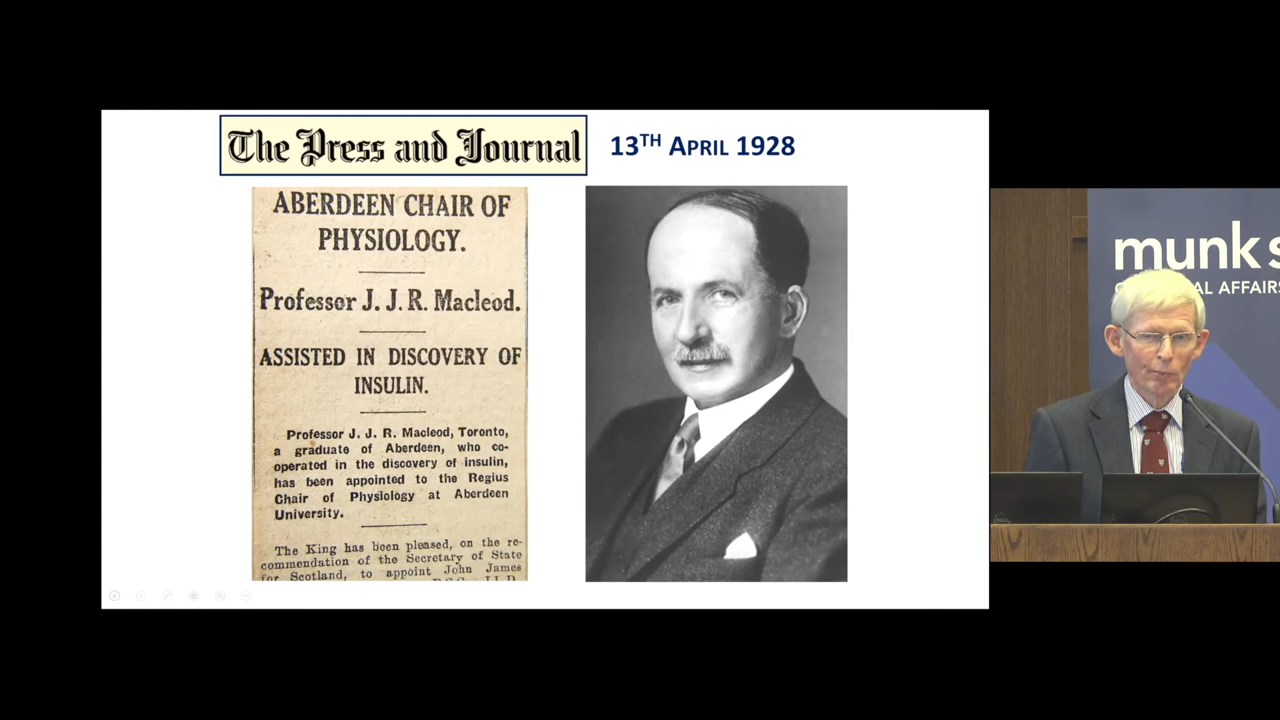 The Press and Journal
13TH APRIL 1928
ABERDEEN CHAIR OF
PHYSIOLOGY.
Professor J. J. R. Macleod.
ASSISTED IN DISCOVERY OF
INSULIN.
Professor J. J. R. Macleod, Toronto,
a graduate of Aberdeen, who co-
operated in the discovery of insulin,
has been appointed to the Regius
Chair of Physiology at Aberdeen
University.
The King has been pleased, on the re-
commendation of the Secretary of State
for Scotland, to appoint John James
munk s
AL AFFAIRS